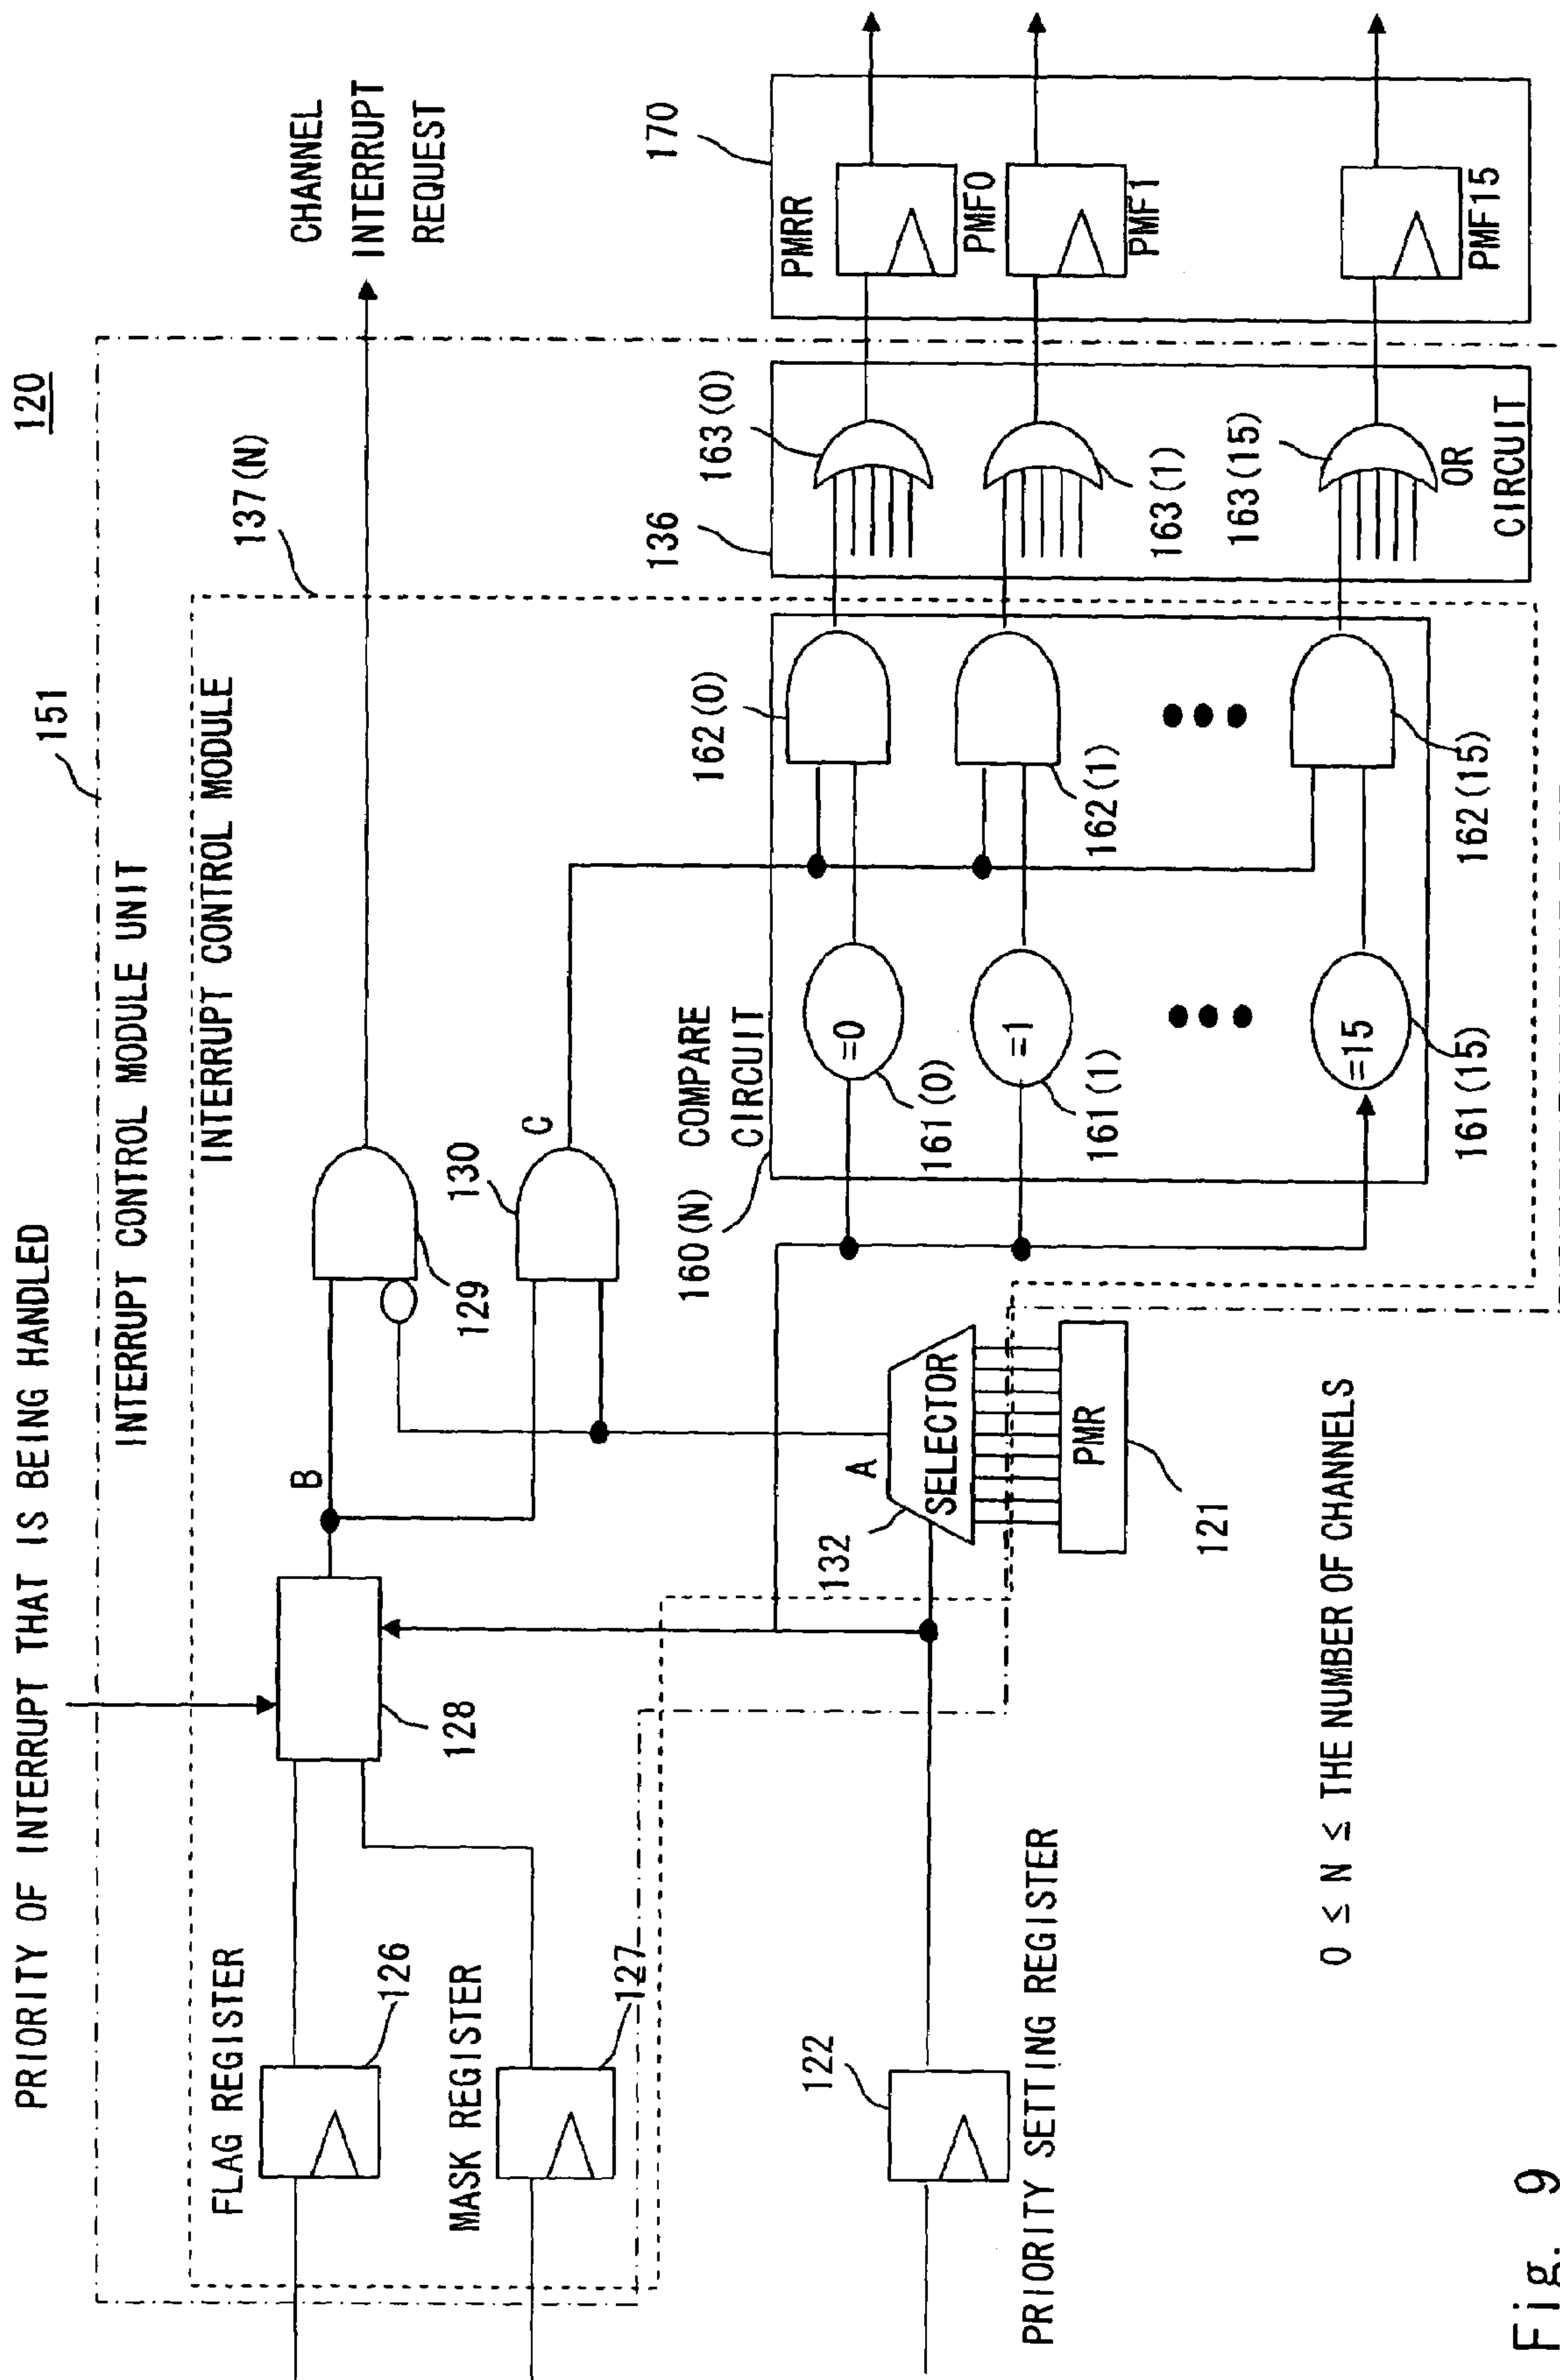 120
PRIORITY OF INTERRUPT THAT IS BEING HANDLED
151
INTERRUPT CONTROL MODULE UNIT
137(N)
INTERRUPT CONTROL MODULE
CHANNEL
INTERRUPT
REQUEST
FLAG REGISTER
126
128
B
129
MASK REGISTER
127
130
C
160(N)
COMPARE
CIRCUIT
136
170
122
PRIORITY SETTING REGISTER
132
A
SELECTOR
PMR
121
=0
161(0)
162(0)
163(0)
PMRR
PMF0
=1
161(1)
162(1)
163(1)
PMF1
=15
161(15)
162(15)
163(15)
OR
CIRCUIT
PMF15
0 ≤ N ≤ THE NUMBER OF CHANNELS
Fig. 9